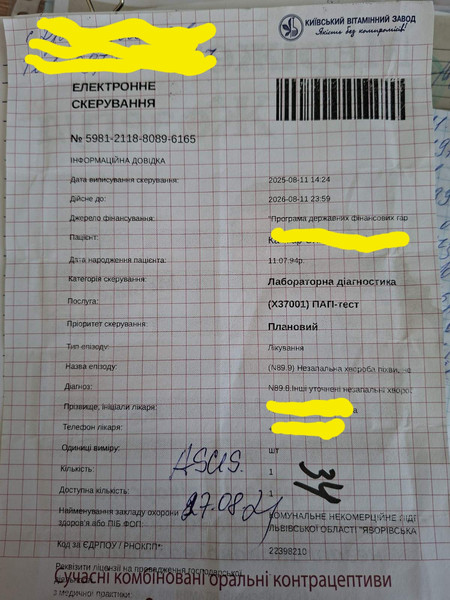 КИЇВСЬКИЙ ВІТАМІННИЙ ЗАВОД
Якість без компромісів!
ЕЛЕКТРОННЕ
СКЕРУВАННЯ
№ 5981-2118-8089-6165
ІНФОРМАЦІЙНА ДОВІДКА
Дата виписування скерування: 2025-08-11 14:24
Дійсне до: 2026-08-11 23:59
Джерело фінансування: "Програма державних фінансових гар
Пацієнт:
Дата народження пацієнта: 11.07.94р.
Категорія скерування: Лабораторна діагностика
Послуга: (X37001) ПАП-тест
Пріоритет скерування: Плановий
Тип епізоду: Лікування
Назва епізоду: (N89.9) Незапальна хвороба піхви,
Діагноз: N89.8 Інші уточнені незапальні хворо
Прізвище, ініціали лікаря:
Телефон лікаря:
Одиниці виміру: шт
ASCUS.
Кількість: 1
34
Доступна кількість: 1
27.08
Найменування закладу охорони КОМУНАЛЬНЕ НЕКОМЕРЦІЙНЕ ПІД
здоров'я або ПІБ ФОП: ЛЬВІВСЬКОЇ ОБЛАСТІ "ЯВОРІВСЬКА
Код за ЄДРПОУ / РНОКПП*: 22398210
Реквізити ліцензії на провадження господарської
Сучасні комбіновані оральні контрацептиви
з медичної практики: